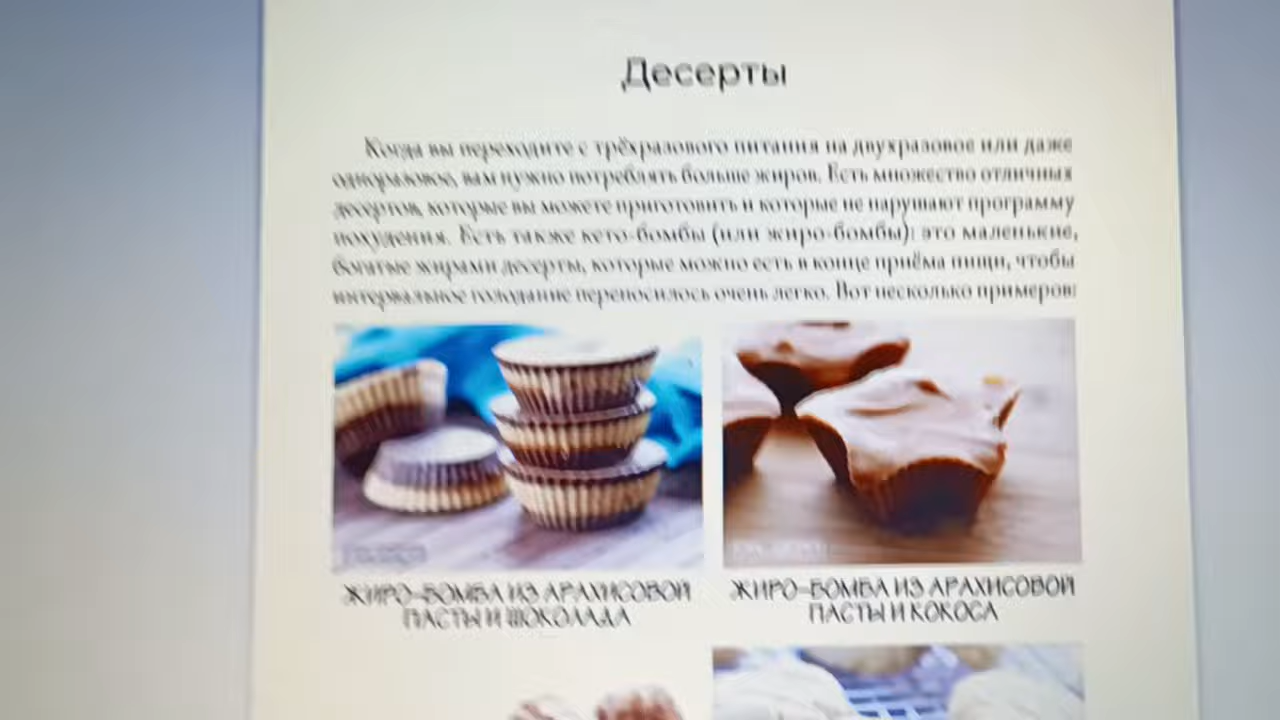 Десерты
Когда вы переходите с трёхразового питания на двухразовое или даже
одноразовое, вам нужно потреблять больше жиров. Есть множество отличных
десертов, которые вы можете приготовить и которые не нарушают программу
похудения. Есть также кето-бомбы (или жиро-бомбы): это маленькие,
богатые жирами десерты, которые можно есть в конце приёма пищи, чтобы
интервальное голодание переносилось очень легко. Вот несколько примеров:
ЖИРО-БОМБА ИЗ АРАХИСОВОЙ
ПАСТЫ И ШОКОЛАДА
ЖИРО-БОМБА ИЗ АРАХИСОВОЙ
ПАСТЫ И КОКОСА